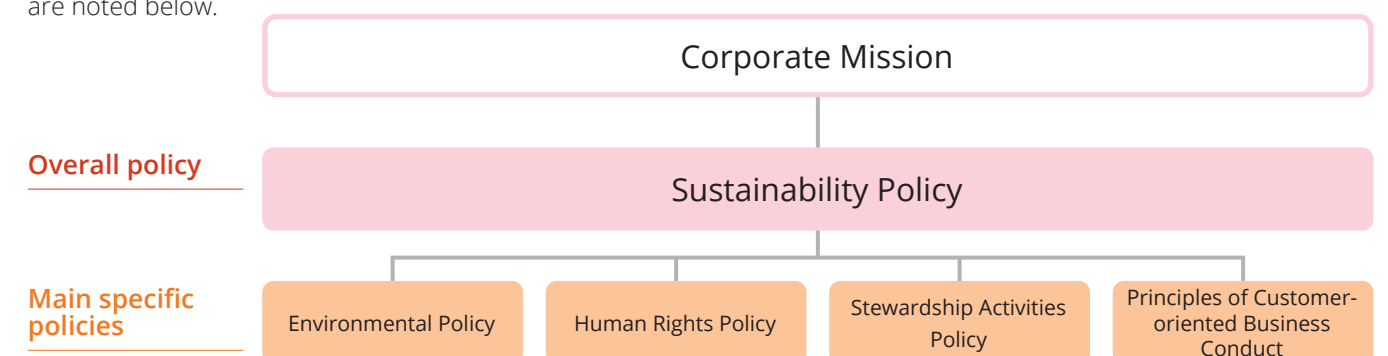 are noted below.
Corporate Mission
Overall policy
Sustainability Policy
Main specific
policies
Environmental Policy
Human Rights Policy
Stewardship Activities
Policy
Principles of Customer-
oriented Business
Conduct